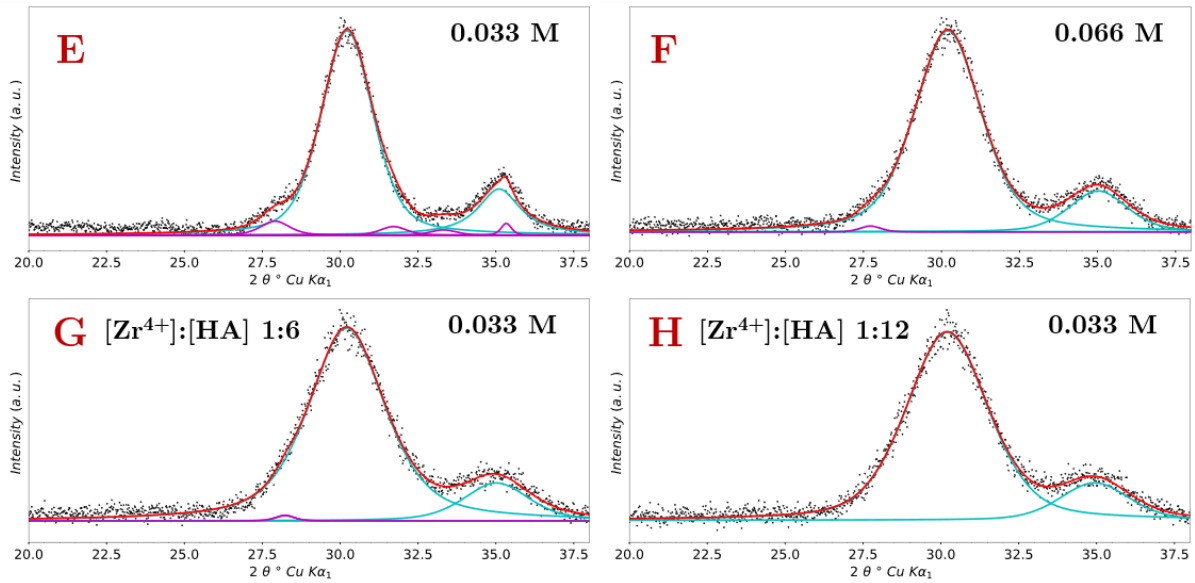 E
0.033 M
Intensity (a. u.)
20.0 22.5 25.0 27.5 30.0 32.5 35.0 37.5
2 θ ° Cu Kα₁
F
0.066 M
Intensity (a. u.)
20.0 22.5 25.0 27.5 30.0 32.5 35.0 37.5
2 θ ° Cu Kα₁
G [Zr⁴⁺]:[HA] 1:6 0.033 M
Intensity (a. u.)
20.0 22.5 25.0 27.5 30.0 32.5 35.0 37.5
2 θ ° Cu Kα₁
H [Zr⁴⁺]:[HA] 1:12 0.033 M
Intensity (a. u.)
20.0 22.5 25.0 27.5 30.0 32.5 35.0 37.5
2 θ ° Cu Kα₁